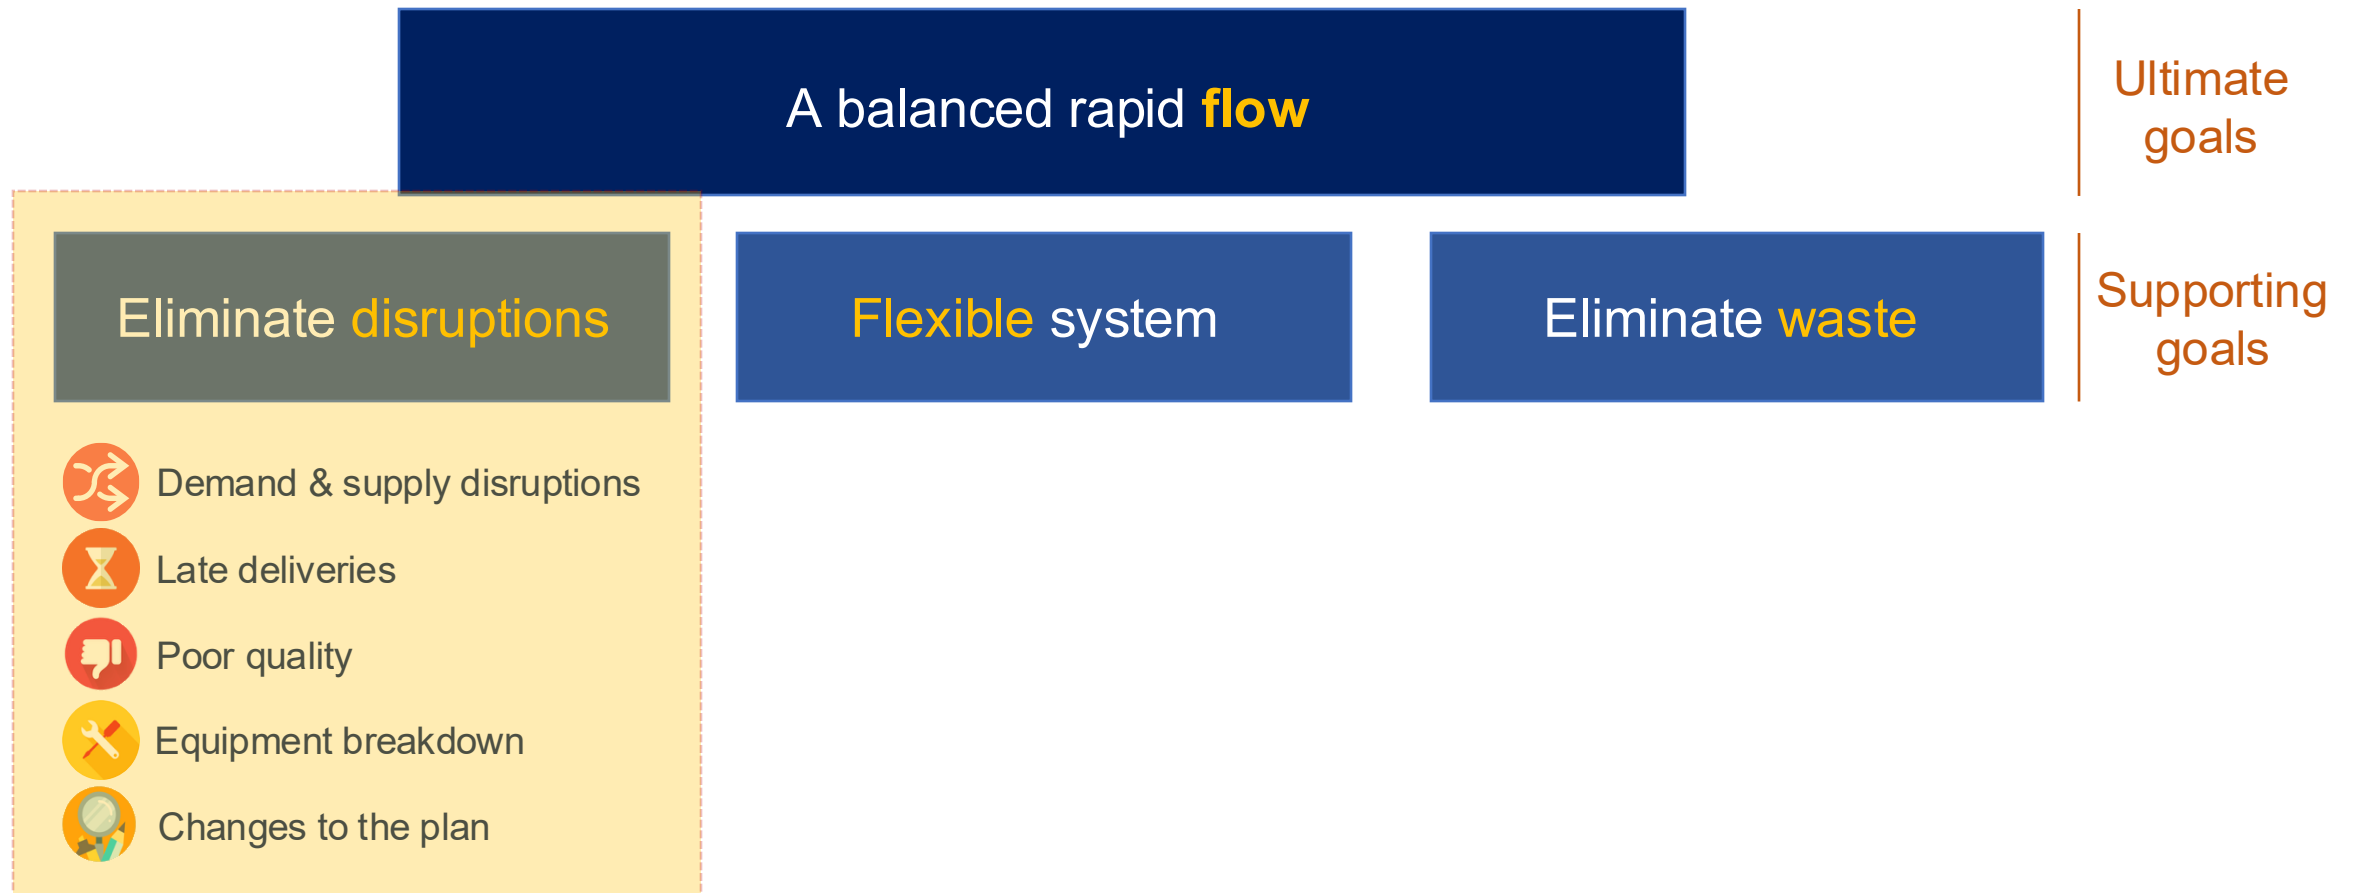 A balanced rapid flow
Ultimate
goals
Eliminate disruptions
Flexible system
Eliminate waste
Supporting
goals
Demand & supply disruptions
Late deliveries
Poor quality
Equipment breakdown
Changes to the plan